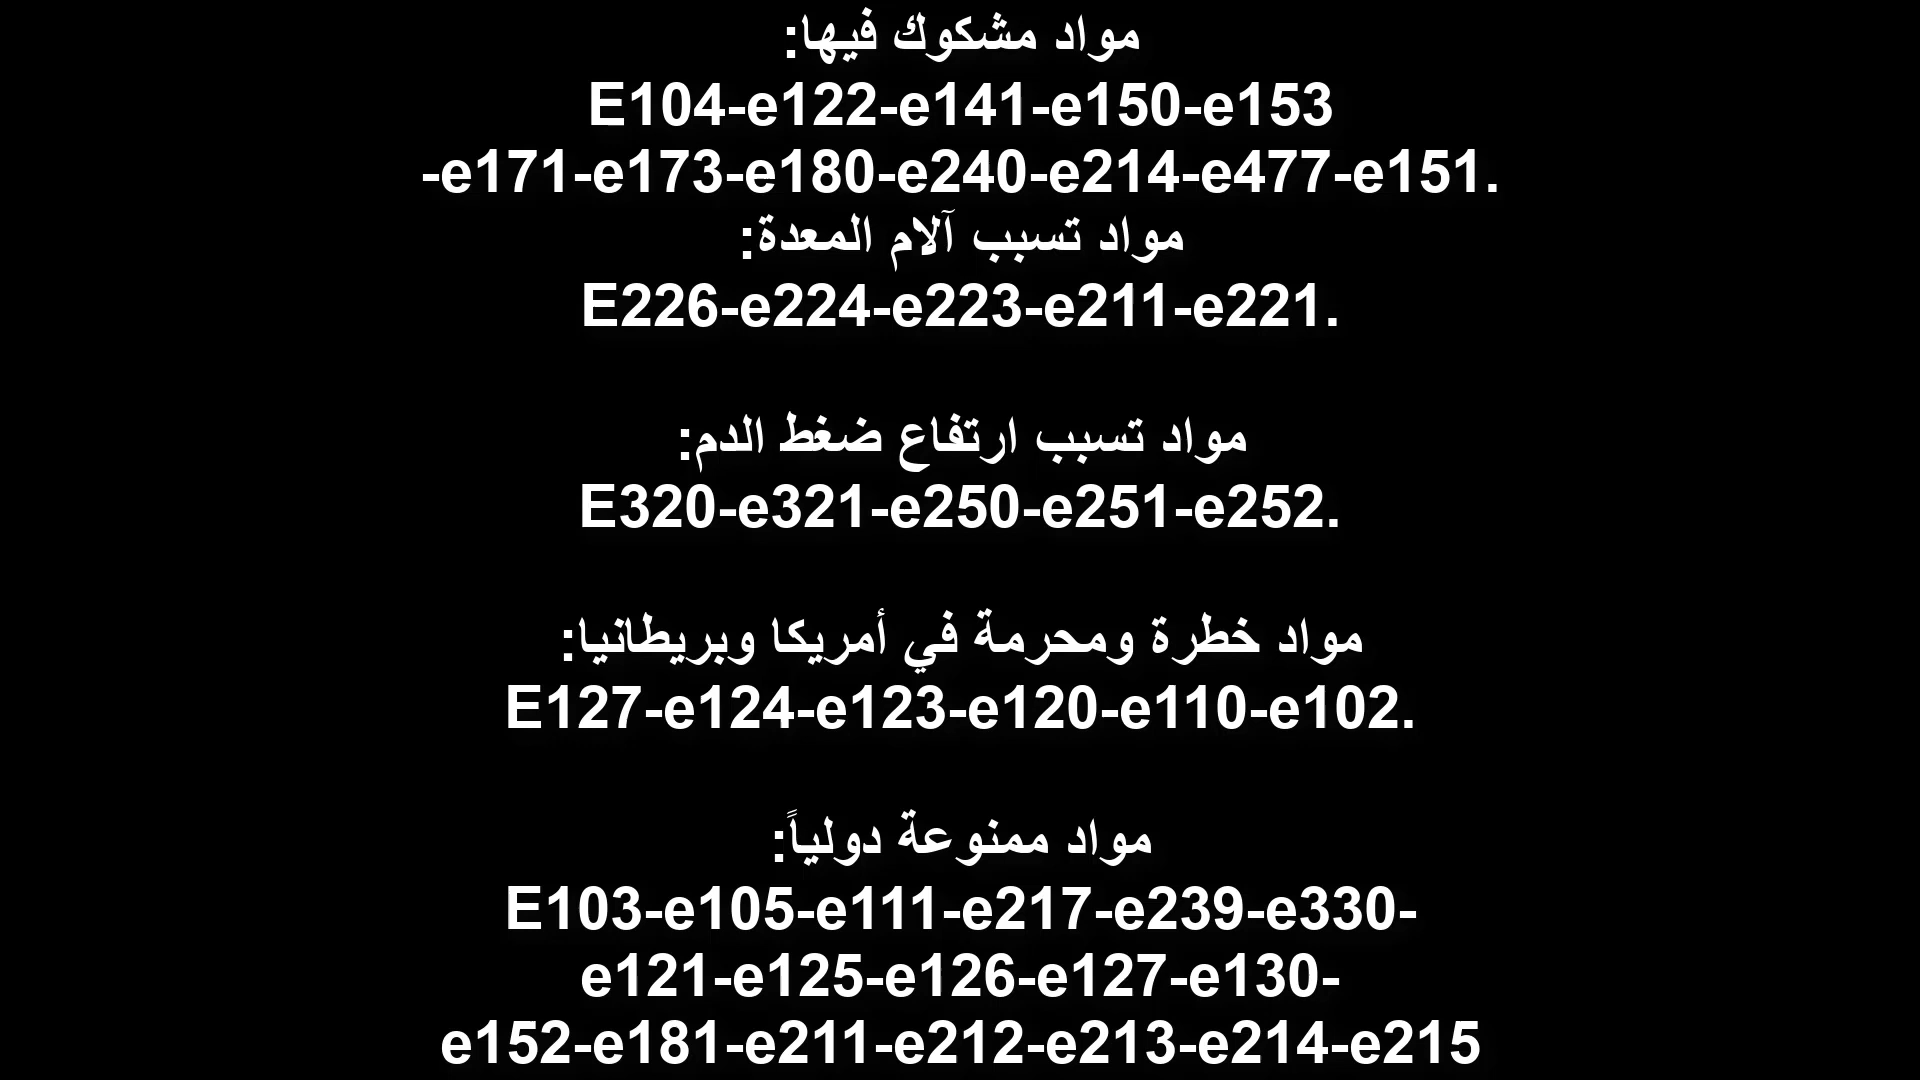 مواد مشكوك فيها:
E104-e122-e141-e150-e153
-e171-e173-e180-e240-e214-e477-e151.
مواد تسبب آلام المعدة:
E226-e224-e223-e211-e221.
مواد تسبب ارتفاع ضغط الدم:
E320-e321-e250-e251-e252.
مواد خطرة ومحرمة في أمريكا وبريطانيا:
E127-e124-e123-e120-e110-e102.
مواد ممنوعة دولياً:
E103-e105-e111-e217-e239-e330-
e121-e125-e126-e127-e130-
e152-e181-e211-e212-e213-e214-e215